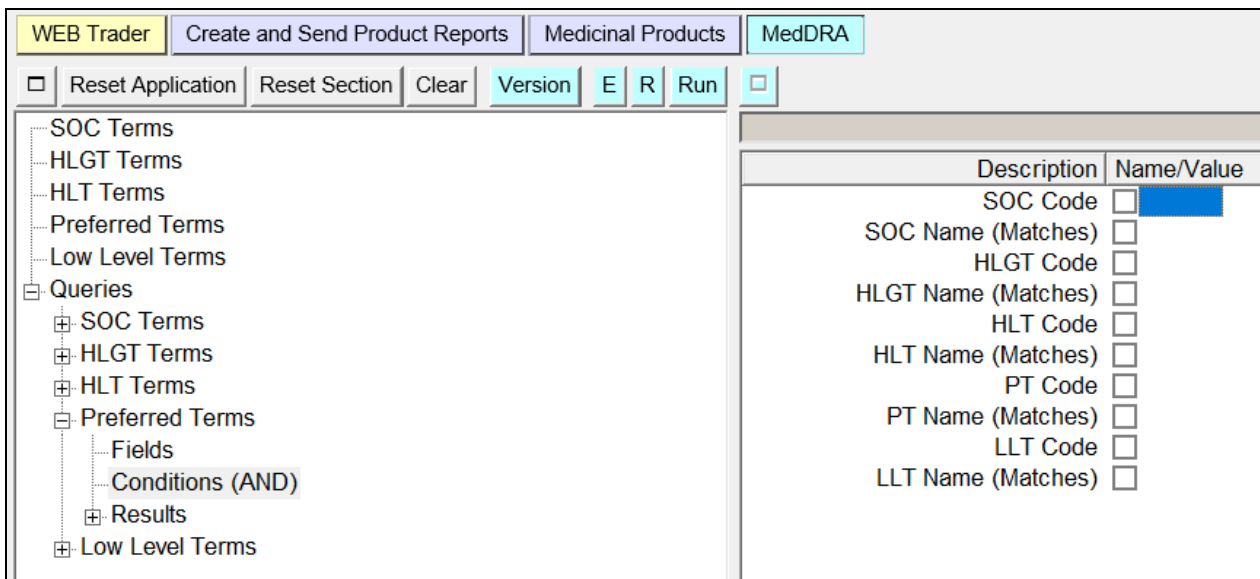 WEB Trader Create and Send Product Reports Medicinal Products MedDRA
Reset Application Reset Section Clear Version E R Run
SOC Terms
HLGT Terms
HLT Terms
Preferred Terms
Low Level Terms
Queries
SOC Terms
HLGT Terms
HLT Terms
Preferred Terms
Fields
Conditions (AND)
Results
Low Level Terms
Description Name/Value
SOC Code
SOC Name (Matches)
HLGT Code
HLGT Name (Matches)
HLT Code
HLT Name (Matches)
PT Code
PT Name (Matches)
LLT Code
LLT Name (Matches)